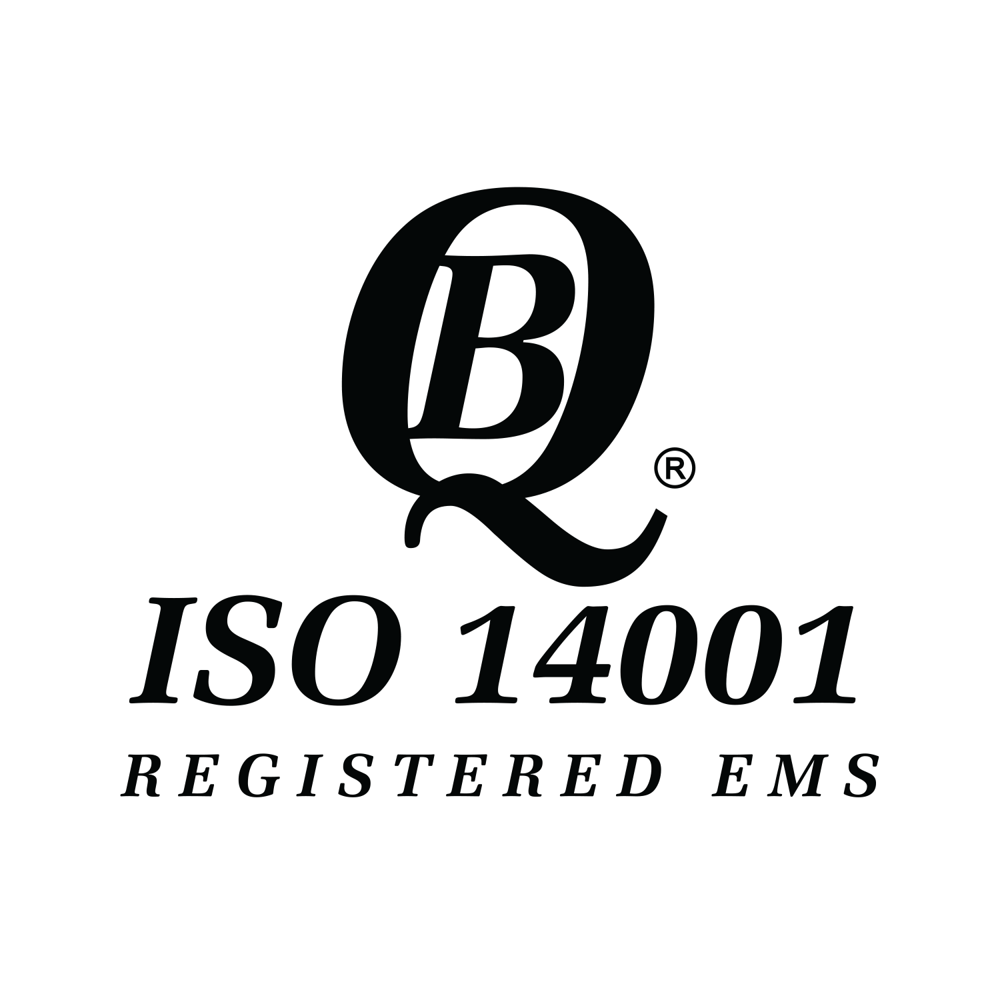 QB
®
ISO 14001
REGISTERED EMS